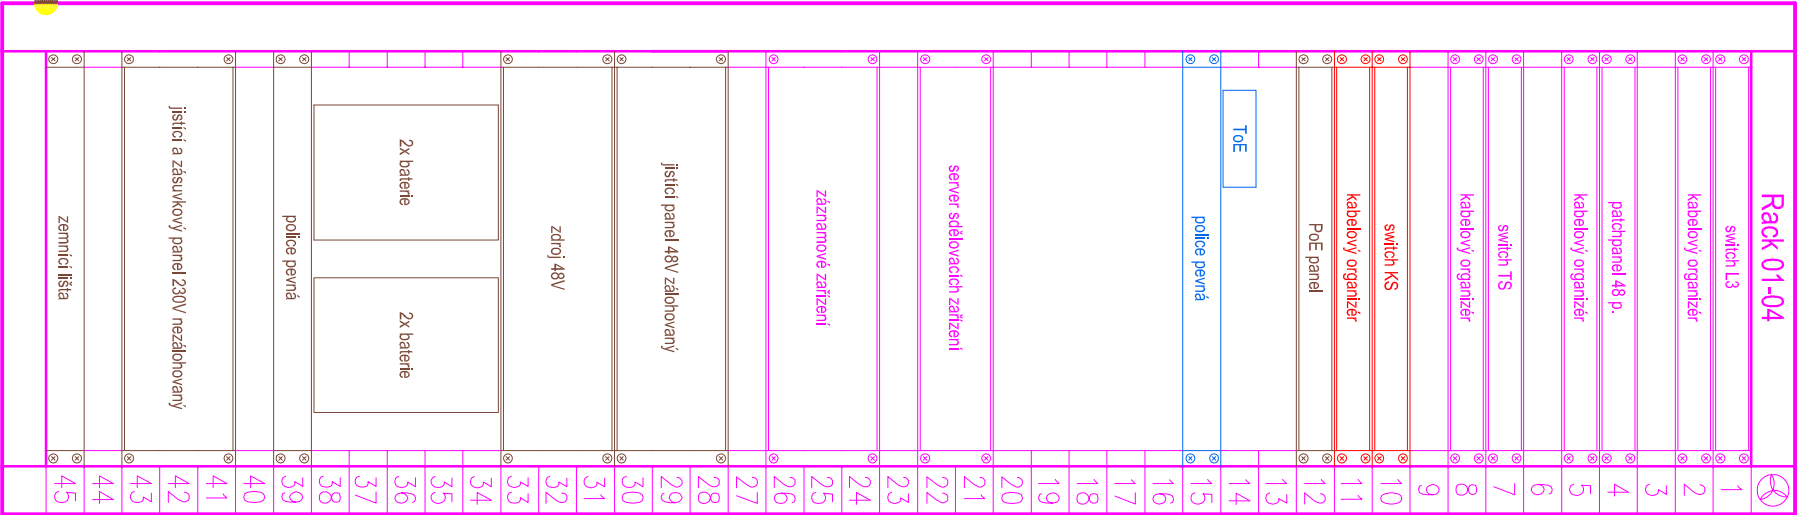 Rack 01-04
1
switch L3
2
kabelový organizér
3
4
patchpanel 48 p.
5
kabelový organizér
6
7
switch TS
8
kabelový organizér
9
10
switch KS
11
kabelový organizér
12
PoE panel
13
14
ToE
15
police pevná
16
17
18
19
20
21
22
server sdělovacích zařízení
23
24
25
26
záznamové zařízení
27
28
29
30
jistící panel 48V zálohovaný
31
32
33
zdroj 48V
34
35
36
37
38
2x baterie
2x baterie
39
police pevná
40
41
42
43
jistící a zásuvkový panel 230V nezálohovaný
44
45
zemnící lišta